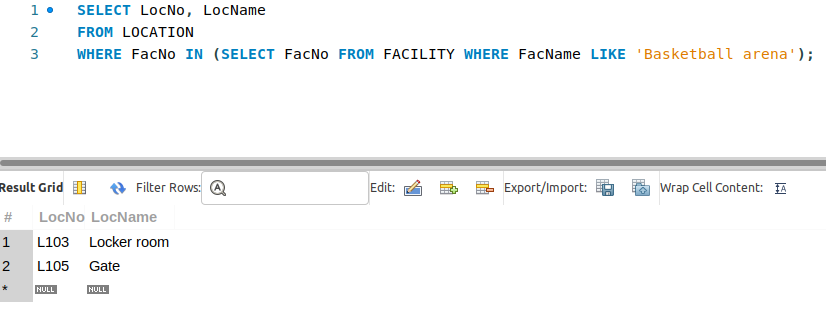 1 SELECT LocNo, LocName
2 FROM LOCATION
3 WHERE FacNo IN (SELECT FacNo FROM FACILITY WHERE FacName LIKE 'Basketball arena');
Result Grid Filter Rows: Edit: Export/Import: Wrap Cell Content: IA
# LocNo LocName
1 L103 Locker room
2 L105 Gate
* NULL NULL